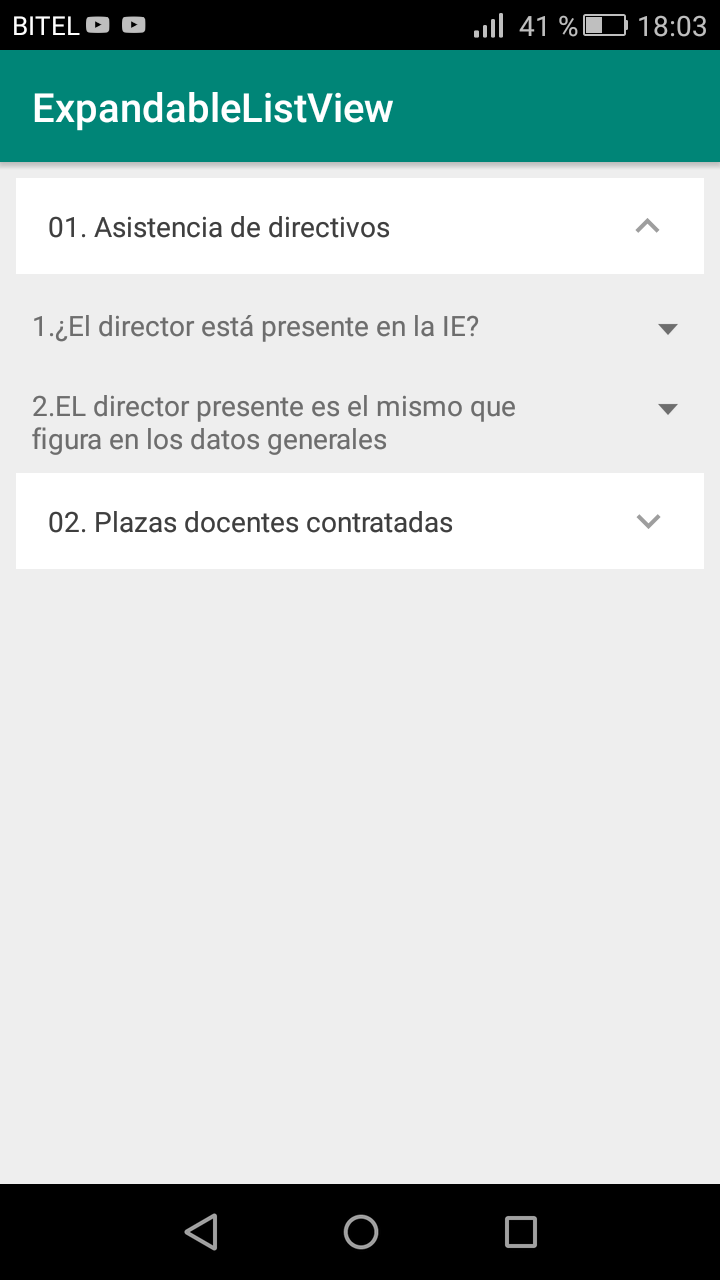 BITEL 41 % 18:03
ExpandableListView
01. Asistencia de directivos
1.¿El director está presente en la IE?
2.EL director presente es el mismo que
figura en los datos generales
02. Plazas docentes contratadas